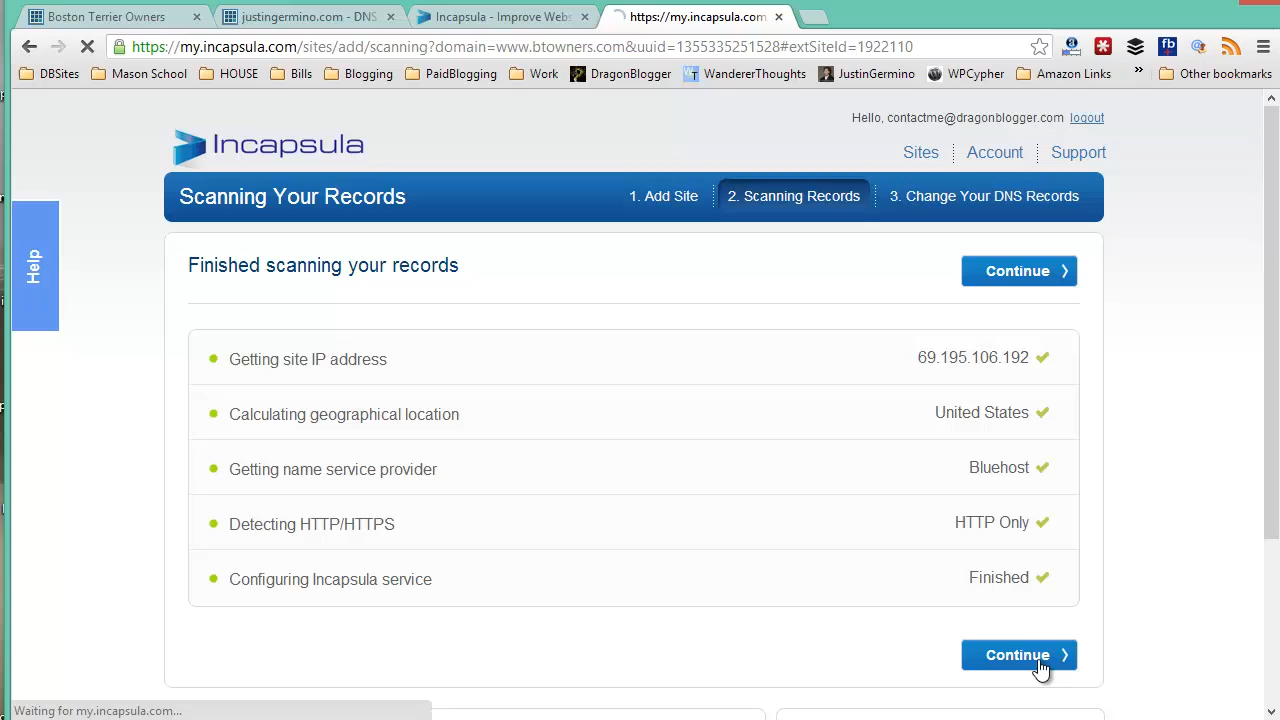 Boston Terrier Owners
justingermino.com - DNS
Incapsula - Improve Webs
https://my.incapsula.com
https://my.incapsula.com/sites/add/scanning?domain=www.btowners.com&uuid=1355335251528#extSiteId=1922110
DBSites Mason School HOUSE Bills Blogging PaidBlogging Work DragonBlogger WandererThoughts JustinGermino WPCypher Amazon Links » Other bookmarks
Hello, contactme@dragonblogger.com logout
Incapsula
Sites Account Support
Scanning Your Records 1. Add Site 2. Scanning Records 3. Change Your DNS Records
Help
Finished scanning your records Continue
Getting site IP address 69.195.106.192
Calculating geographical location United States
Getting name service provider Bluehost
Detecting HTTP/HTTPS HTTP Only
Configuring Incapsula service Finished
Continue
Waiting for my.incapsula.com...